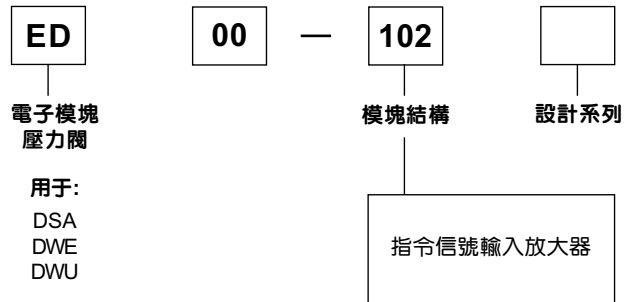 ED 00 — 102
電子模塊
壓力閥
模塊結構
設計系列
用于:
DSA
DWE
DWU
指令信號輸入放大器